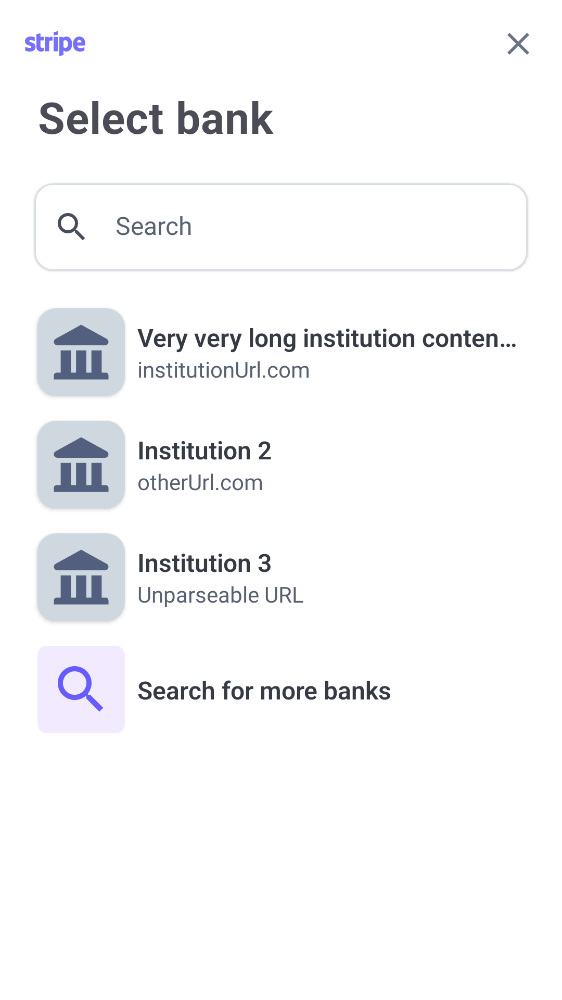 stripe
Select bank
Search
Very very long institution conten...
institutionUrl.com
Institution 2
otherUrl.com
Institution 3
Unparseable URL
Search for more banks